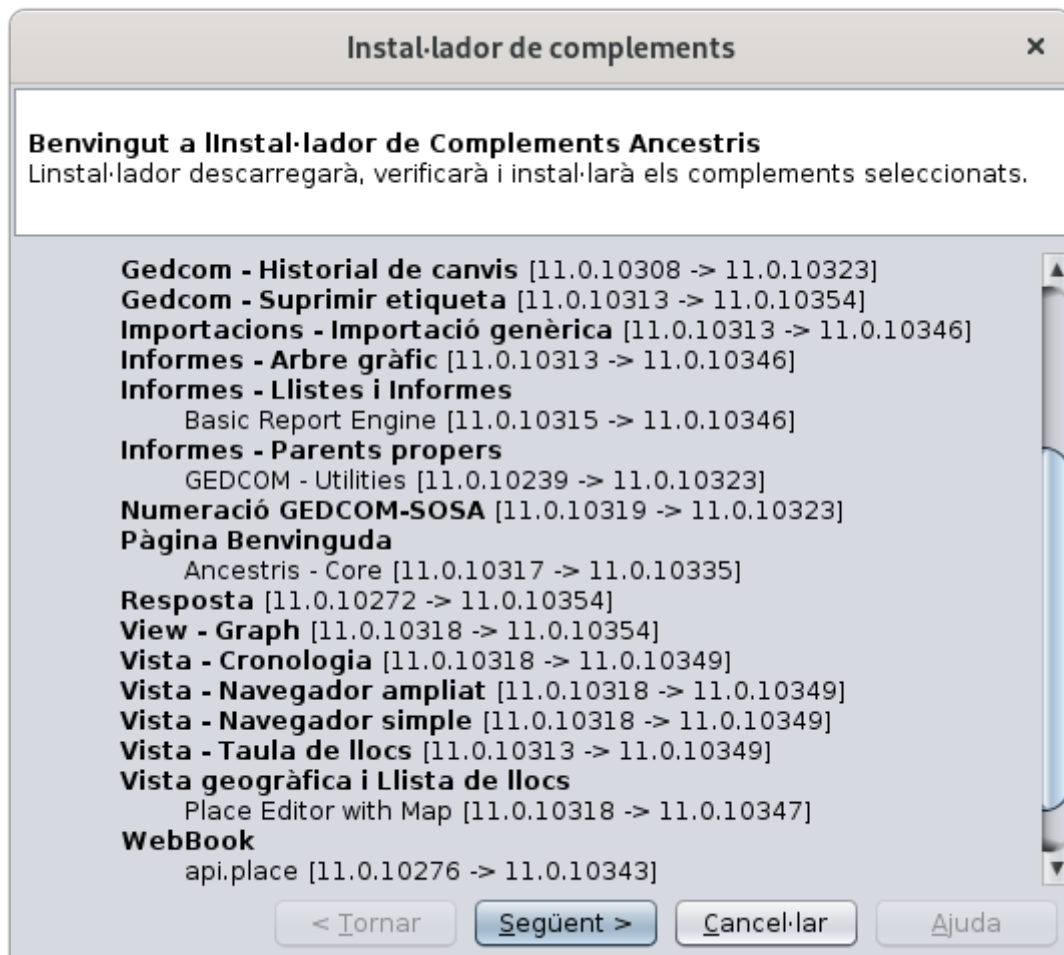 Instal·lador de complements
Benvingut a lInstal·lador de Complements Ancestris
Linstal·lador descarregarà, verificarà i instal·larà els complements seleccionats.
Gedcom - Historial de canvis [11.0.10308 -> 11.0.10323]
Gedcom - Suprimir etiqueta [11.0.10313 -> 11.0.10354]
Importacions - Importació genèrica [11.0.10313 -> 11.0.10346]
Informes - Arbre gràfic [11.0.10313 -> 11.0.10346]
Informes - Llistes i Informes
Basic Report Engine [11.0.10315 -> 11.0.10346]
Informes - Parents propers
GEDCOM - Utilities [11.0.10239 -> 11.0.10323]
Numeració GEDCOM-SOSA [11.0.10319 -> 11.0.10323]
Pàgina Benvinguda
Ancestris - Core [11.0.10317 -> 11.0.10335]
Resposta [11.0.10272 -> 11.0.10354]
View - Graph [11.0.10318 -> 11.0.10354]
Vista - Cronologia [11.0.10318 -> 11.0.10349]
Vista - Navegador ampliat [11.0.10318 -> 11.0.10349]
Vista - Navegador simple [11.0.10318 -> 11.0.10349]
Vista - Taula de llocs [11.0.10313 -> 11.0.10349]
Vista geogràfica i Llista de llocs
Place Editor with Map [11.0.10318 -> 11.0.10347]
WebBook
api.place [11.0.10276 -> 11.0.10343]
< Tornar Següent > Cancel·lar Ajuda